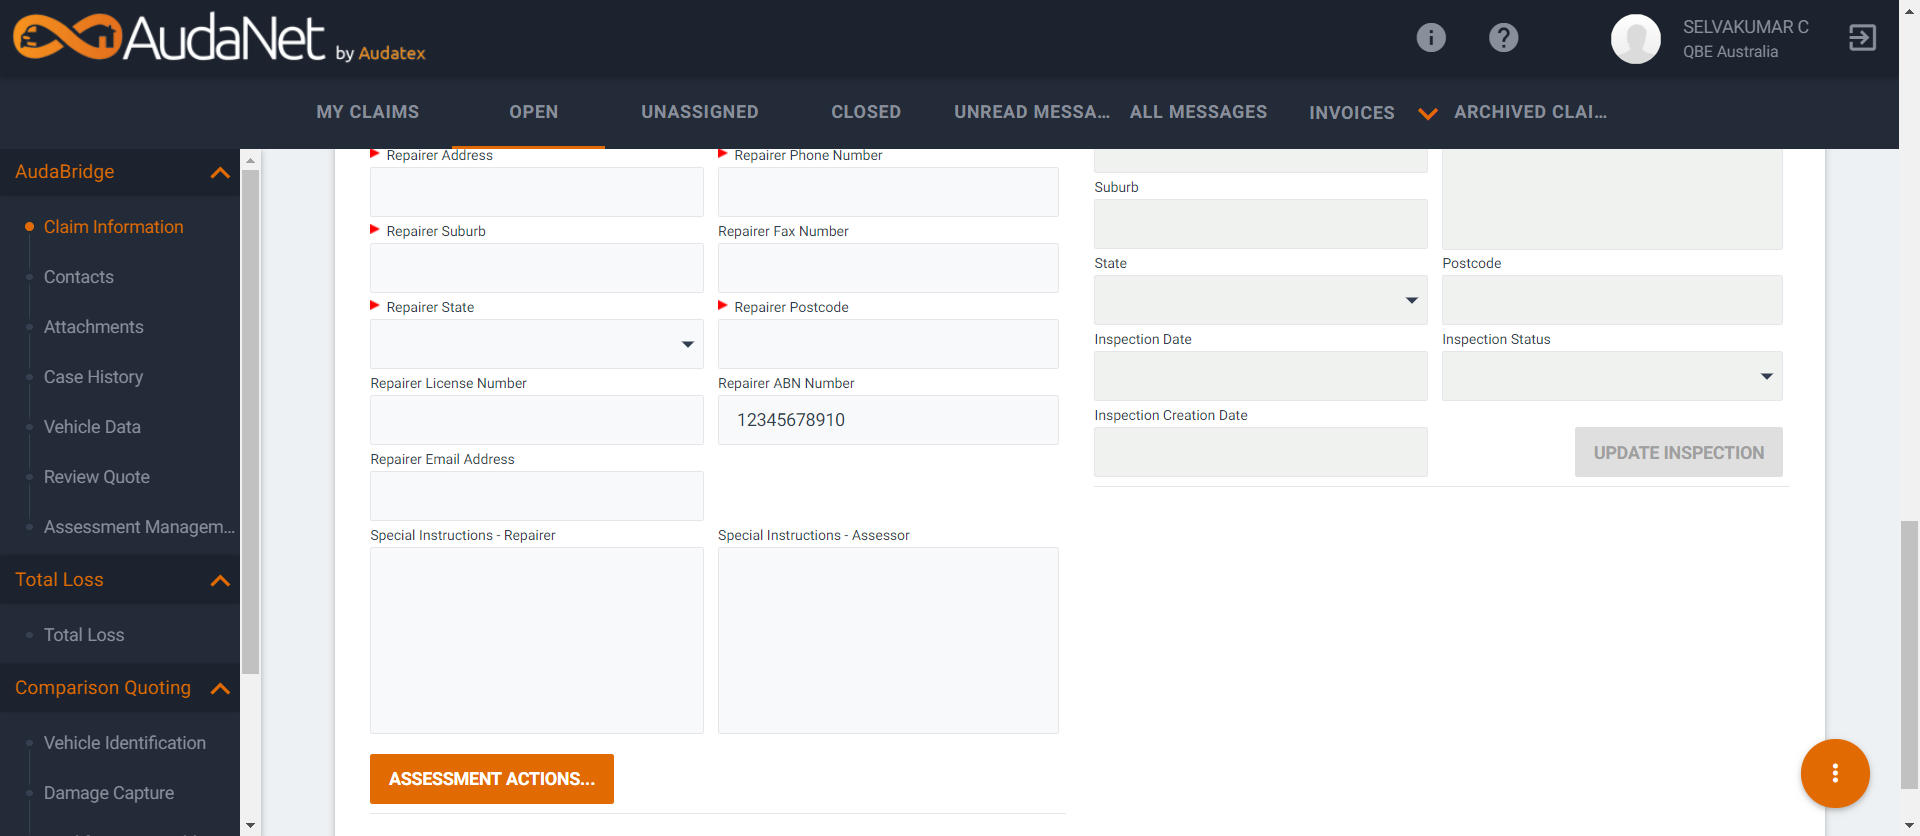 AudaNet by Audatex
SELVAKUMAR C
QBE Australia
MY CLAIMS
OPEN
UNASSIGNED
CLOSED
UNREAD MESSA...
ALL MESSAGES
INVOICES
ARCHIVED CLAI...
AudaBridge
Claim Information
Contacts
Attachments
Case History
Vehicle Data
Review Quote
Assessment Managem...
Total Loss
Total Loss
Comparison Quoting
Vehicle Identification
Damage Capture
Repairer Address
Repairer Phone Number
Repairer Suburb
Repairer Fax Number
Repairer State
Repairer Postcode
Repairer License Number
Repairer ABN Number
12345678910
Repairer Email Address
Special Instructions - Repairer
Special Instructions - Assessor
ASSESSMENT ACTIONS...
Suburb
State
Postcode
Inspection Date
Inspection Status
Inspection Creation Date
UPDATE INSPECTION